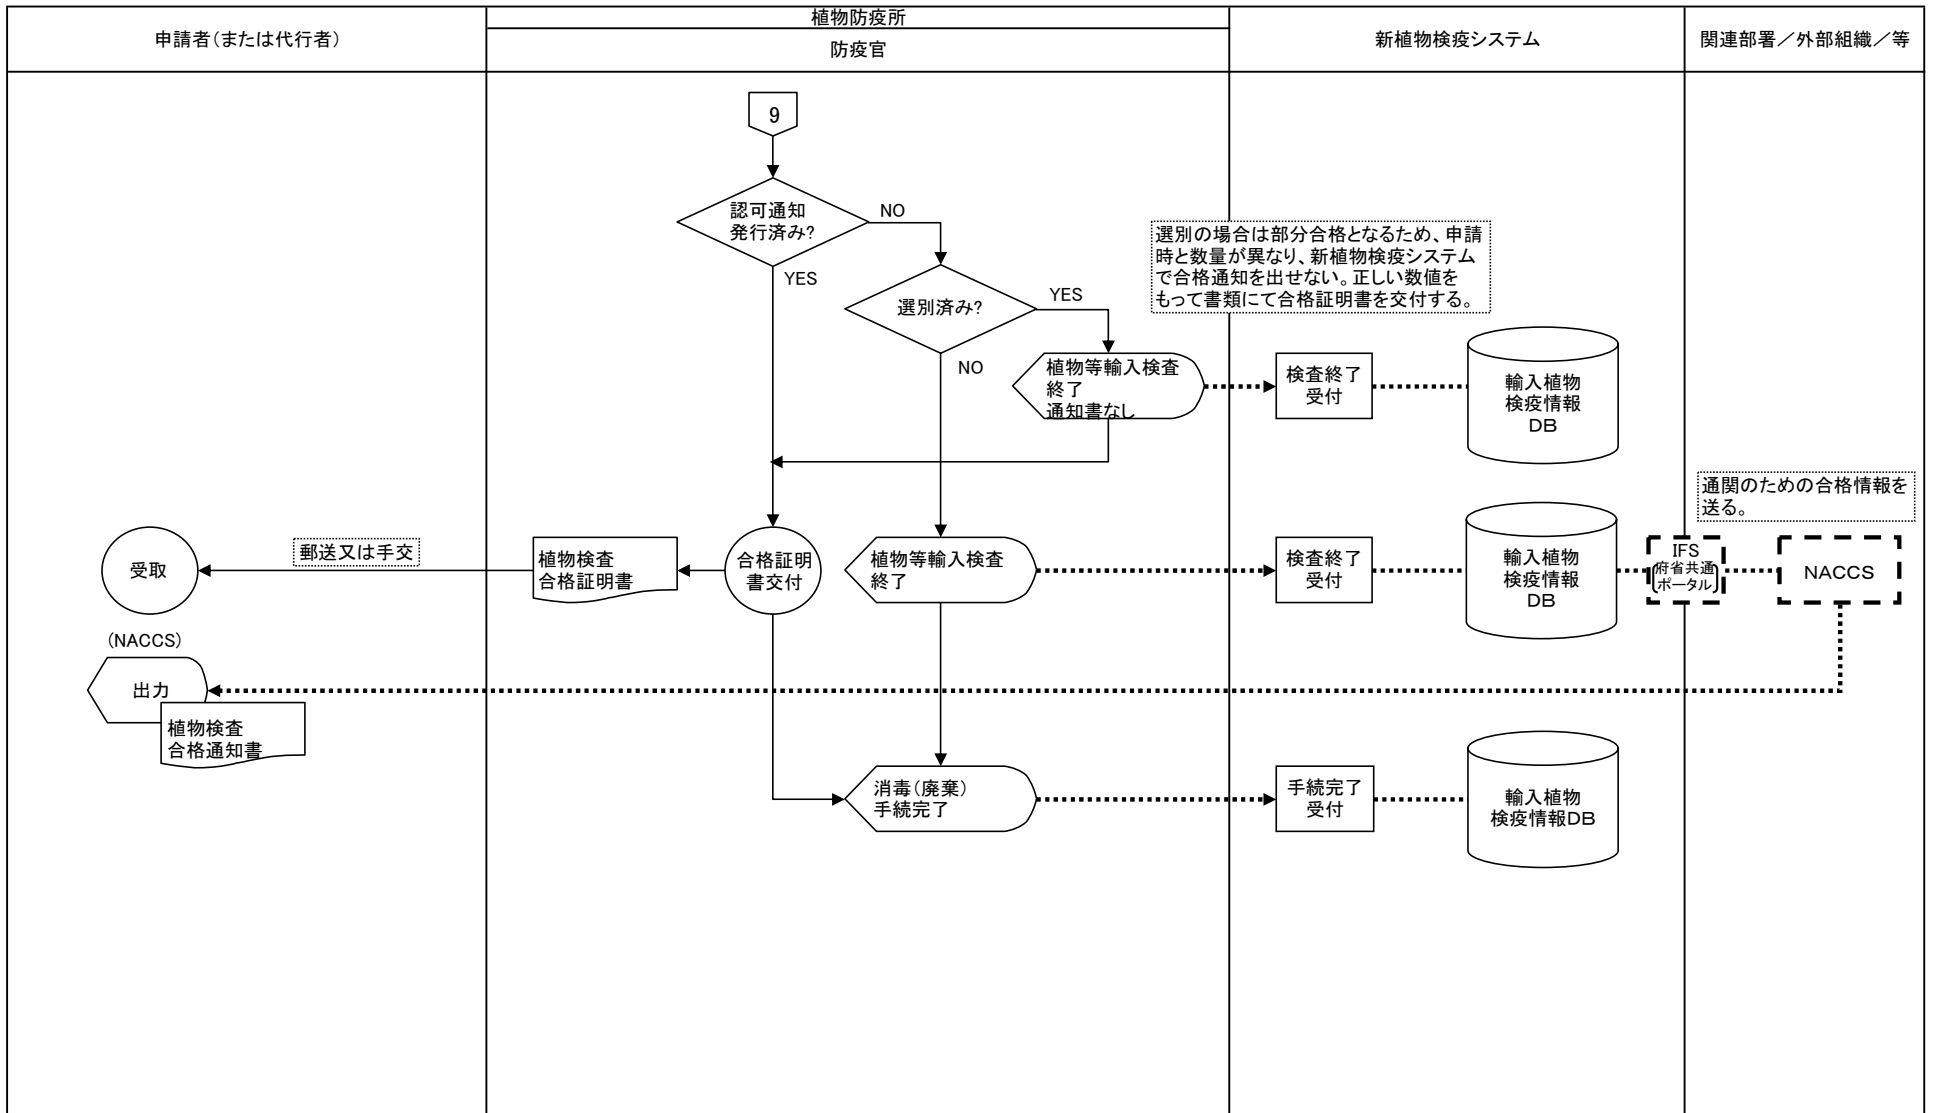 植物防疫所
申請者(または代行者)
防疫官
新植物検疫システム
関連部署／外部組織／等
9
認可通知
発行済み?
NO
YES
選別の場合は部分合格となるため、申請
時と数量が異なり、新植物検疫システム
で合格通知を出せない。正しい数値を
もって書類にて合格証明書を交付する。
選別済み?
YES
NO
植物等輸入検査
終了
通知書なし
検査終了
受付
輸入植物
検疫情報
DB
通関のための合格情報を
送る。
受取
郵送又は手交
植物検査
合格証明書
合格証明
書交付
植物等輸入検査
終了
検査終了
受付
輸入植物
検疫情報
DB
IFS
府省共通
ポータル
NACCS
(NACCS)
出力
植物検査
合格通知書
消毒(廃棄)
手続完了
手続完了
受付
輸入植物
検疫情報DB